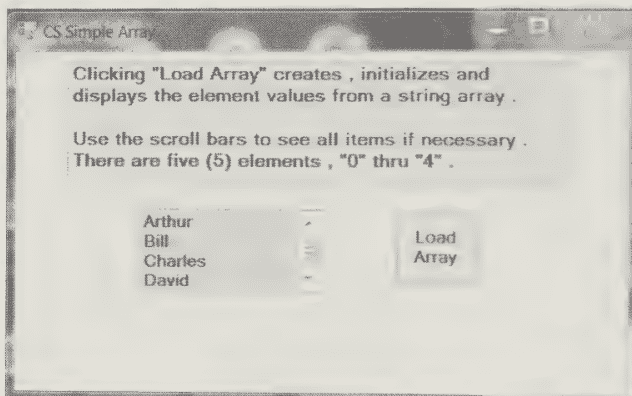 CS Simple Array
Clicking "Load Array" creates , initializes and
displays the element values from a string array .
Use the scroll bars to see all items if necessary .
There are five (5) elements , "0" thru "4" .
Arthur
Bill
Charles
David
Load
Array